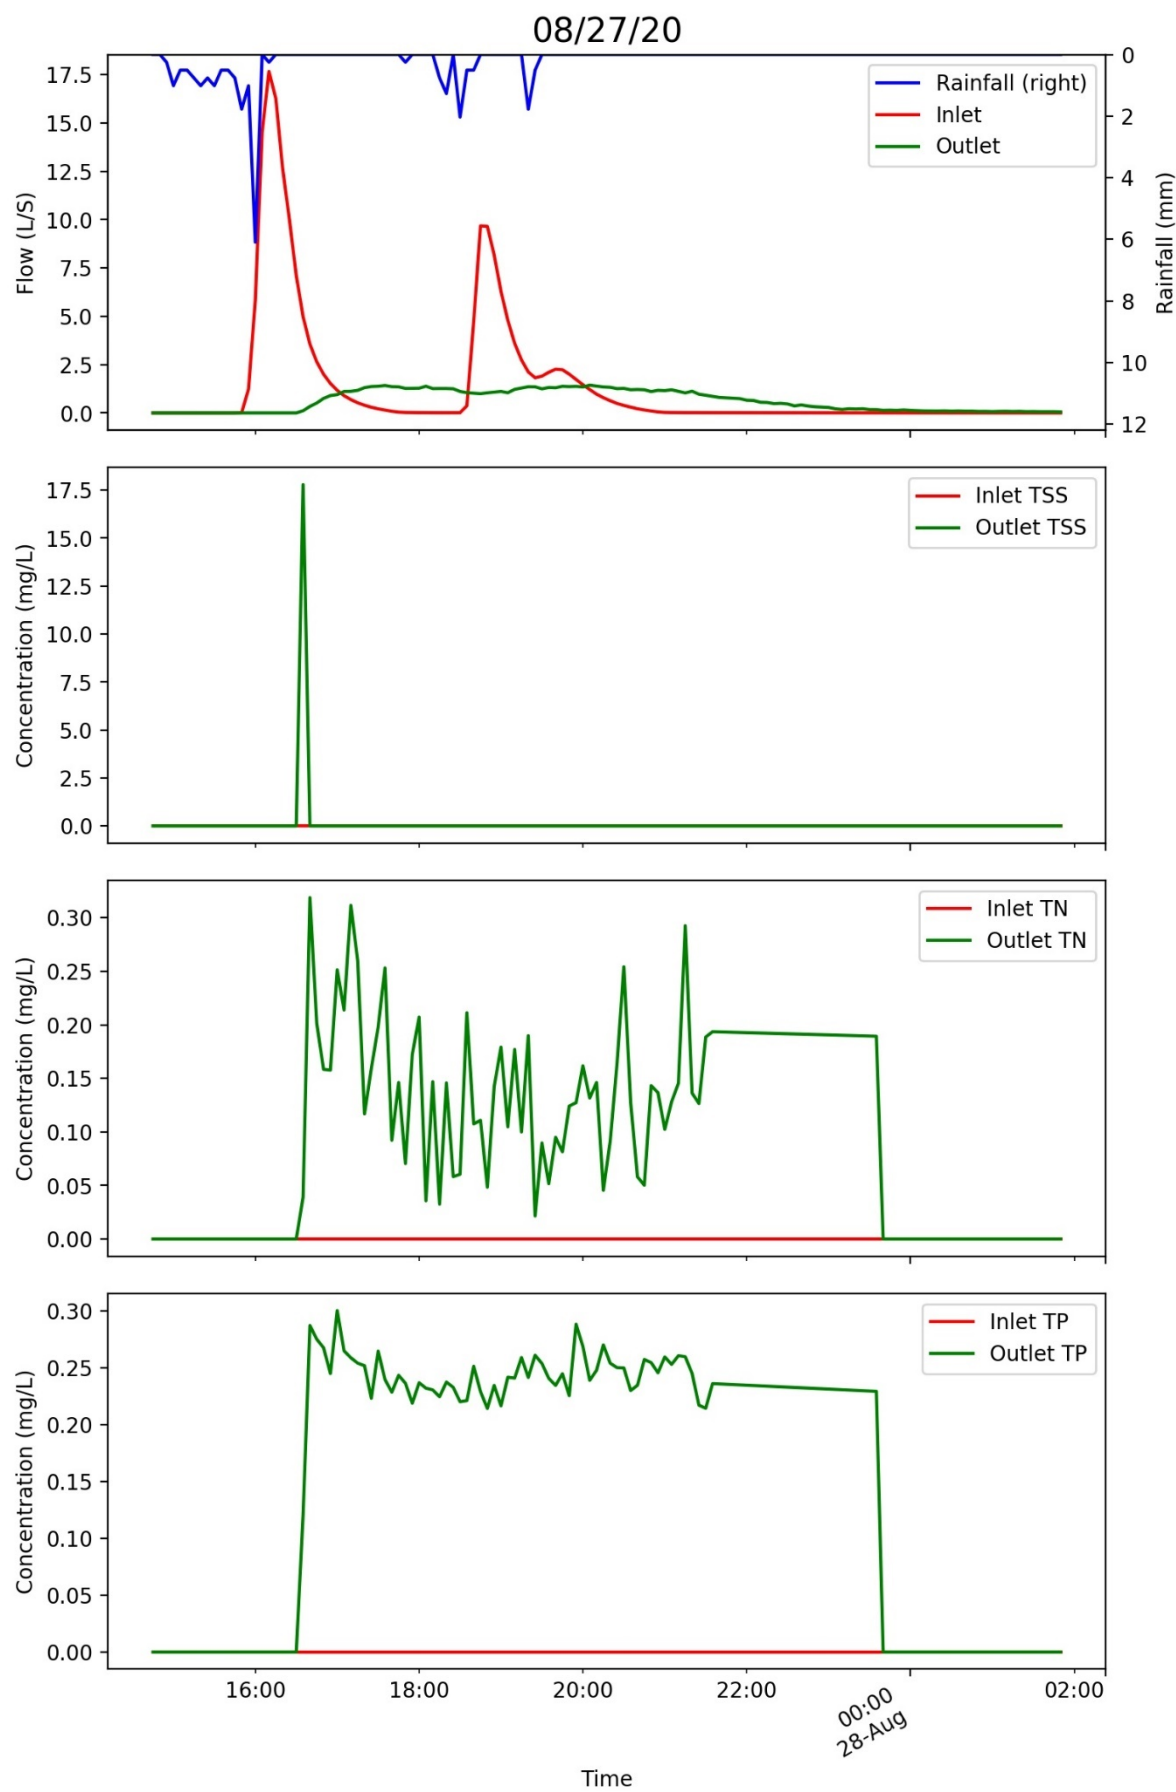 08/27/20
Flow (L/S)
17.5
15.0
12.5
10.0
7.5
5.0
2.5
0.0
Rainfall (right)
Inlet
Outlet
0
2
4
6
8
10
12
Rainfall (mm)
Concentration (mg/L)
17.5
15.0
12.5
10.0
7.5
5.0
2.5
0.0
Inlet TSS
Outlet TSS
Concentration (mg/L)
0.30
0.25
0.20
0.15
0.10
0.05
0.00
Inlet TN
Outlet TN
Concentration (mg/L)
0.30
0.25
0.20
0.15
0.10
0.05
0.00
Inlet TP
Outlet TP
16:00
18:00
20:00
22:00
00:00
28-Aug
02:00
Time